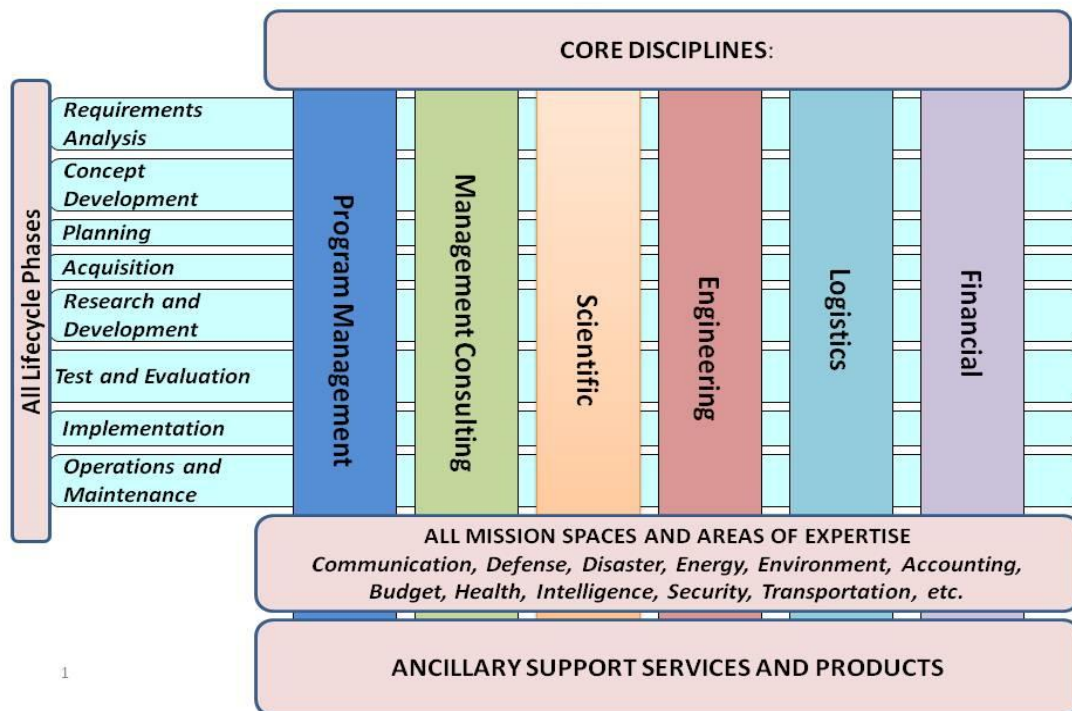 CORE DISCIPLINES:
All Lifecycle Phases
Requirements
Analysis
Concept
Development
Planning
Acquisition
Research and
Development
Test and Evaluation
Implementation
Operations and
Maintenance
Program Management
Management Consulting
Scientific
Engineering
Logistics
Financial
ALL MISSION SPACES AND AREAS OF EXPERTISE
Communication, Defense, Disaster, Energy, Environment, Accounting,
Budget, Health, Intelligence, Security, Transportation, etc.
ANCILLARY SUPPORT SERVICES AND PRODUCTS
1